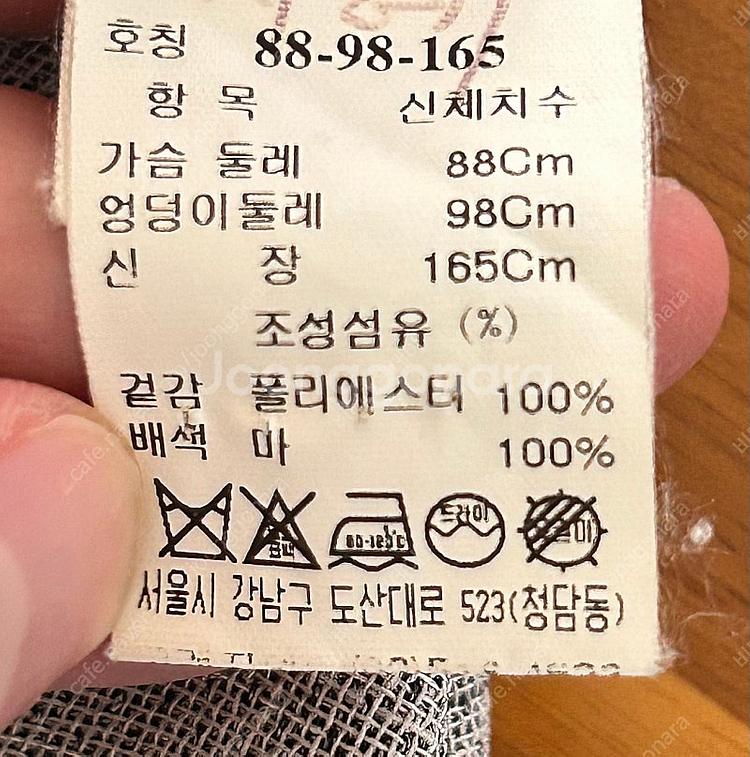 호칭 88-98-165
항 목 신체치수
가슴 둘레 88Cm
엉덩이둘레 98Cm
신 장 165Cm
조성섬유 (%)
겉감 폴리에스터 100%
배색 마 100%
드라이
서울시 강남구 도산대로 523(청담동)
Joonggonara